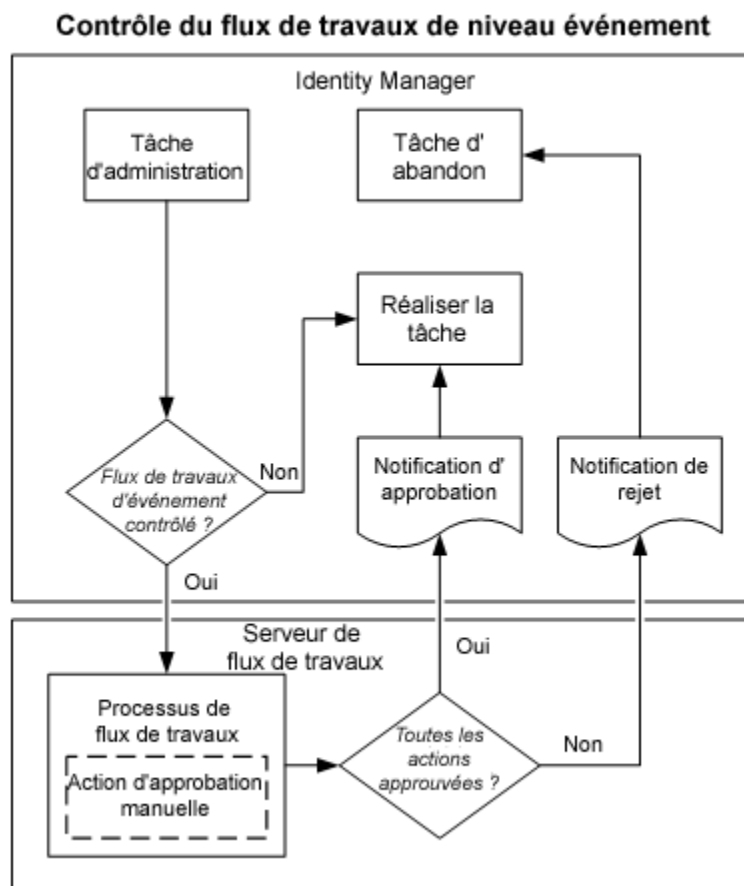 Contrôle du flux de travaux de niveau événement
Identity Manager
Tâche
d'administration
Tâche d'
abandon
Réaliser la
tâche
Flux de travaux
d'événement
contrôlé ?
Non
Notification d'
approbation
Notification de
rejet
Oui
Serveur de
flux de travaux
Oui
Processus de
flux de travaux
Action d'approbation
manuelle
Toutes les
actions
approuvées ?
Non